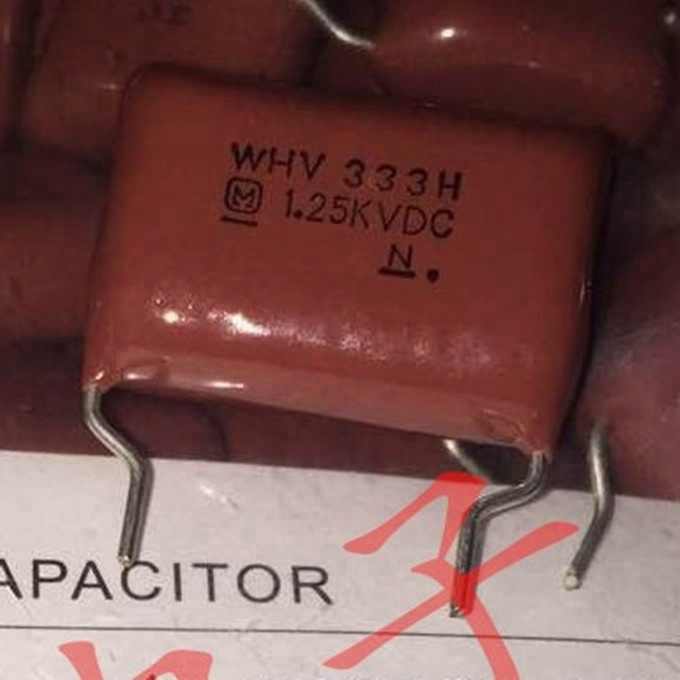 WHV 333H
M 1.25KVDC
N.
APACITOR